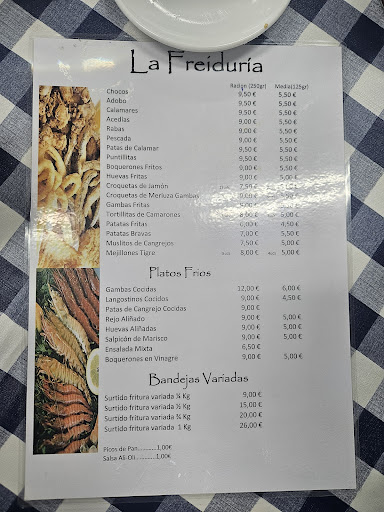 La Freiduría
Ración (250gr) Media(125gr)
Chocos 9,50 € 5,50 €
Adobo 9,50 € 5,50 €
Calamares 9,50 € 5,50 €
Acedías 9,00 € 5,50 €
Rabas 9,00 € 5,50 €
Pescada 9,00 € 5,50 €
Patas de Calamar 9,50 € 5,50 €
Puntillitas 9,50 € 5,50 €
Boquerones Fritos 9,00 € 5,50 €
Huevas Fritas 9,00 € 5,00 €
Croquetas de Jamón 7,50 €
Croquetas de Merluza Gambas
Gambas Fritas 5,00 €
Tortillitas de Camarones 8,00 € 5,00 €
Patatas Fritas 6,00 € 4,50 €
Patatas Bravas 7,00 € 5,50 €
Muslitos de Cangrejos 7,50 € 5,00 €
Mejillones Tigre 8,00 € 5,00 €
Platos Frios
Gambas Cocidas 12,00 € 6,00 €
Langostinos Cocidos 9,00 € 4,50 €
Patas de Cangrejo Cocidas 9,00 €
Rejo Aliñado 9,00 € 5,00 €
Huevas Aliñadas 9,00 € 5,00 €
Salpicón de Marisco 9,00 € 5,00 €
Ensalada Mixta 6,50 €
Boquerones en Vinagre 9,00 € 5,00 €
Bandejas Variadas
Surtido fritura variada ¼ Kg 9,00 €
Surtido fritura variada ½ Kg 15,00 €
Surtido fritura variada ¾ Kg 20,00 €
Surtido fritura variada 1 Kg 26,00 €
Picos de Pan...........1,00€
Salsa Ali-Oli............1,00€